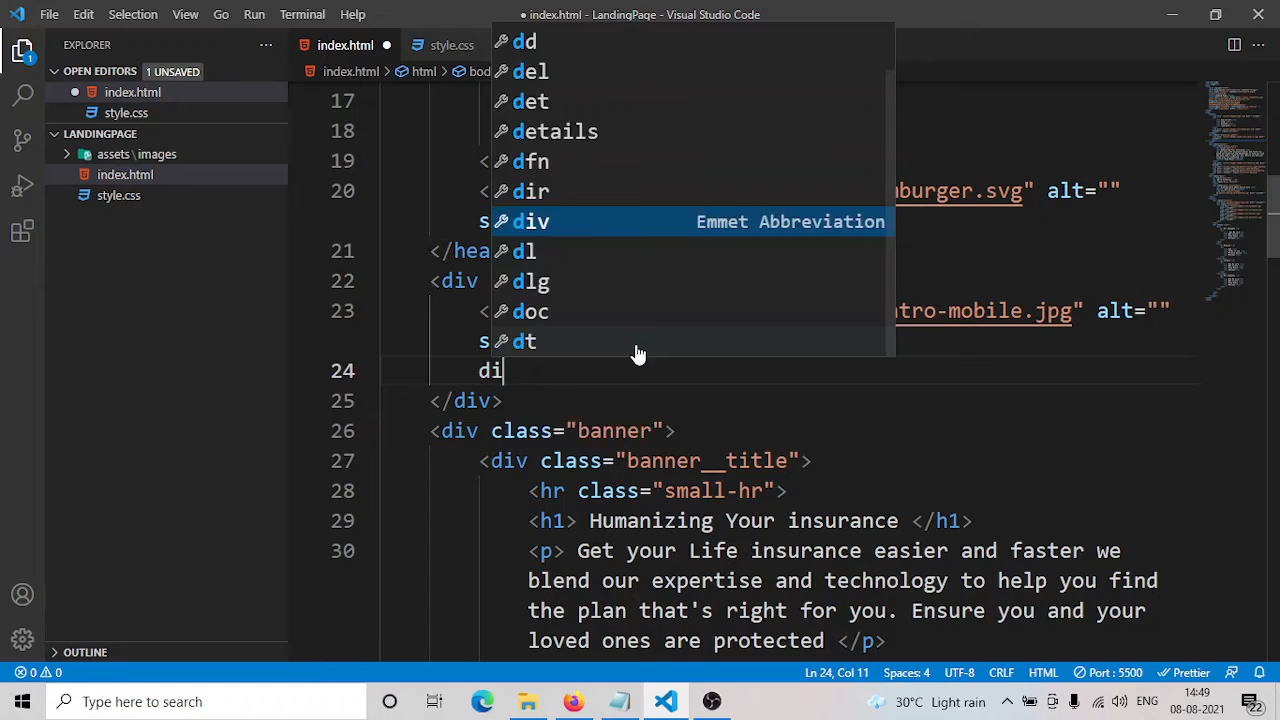 File Edit Selection View Go Run Terminal Help
● index.html - LandingPage - Visual Studio Code
EXPLORER
OPEN EDITORS 1 UNSAVED
index.html
style.css
LANDINGPAGE
assets\images
index.html
style.css
OUTLINE
1
index.html ● style.css
index.html > html > bod
dd
del
det
details
dfn
dir
div Emmet Abbreviation
dl
dlg
doc
dt
17
18
19 <
20 < nburger.svg" alt=""
s
21 </hea
22 <div
23 < ntro-mobile.jpg" alt=""
s
24 di
25 </div>
26 <div class="banner">
27 <div class="banner__title">
28 <hr class="small-hr">
29 <h1> Humanizing Your insurance </h1>
30 <p> Get your Life insurance easier and faster we
blend our expertise and technology to help you find
the plan that's right for you. Ensure you and your
loved ones are protected </p>
0 0 Ln 24, Col 11 Spaces: 4 UTF-8 CRLF HTML Port : 5500 Prettier
Type here to search 30°C Light rain ENG 14:49
08-08-2021 22